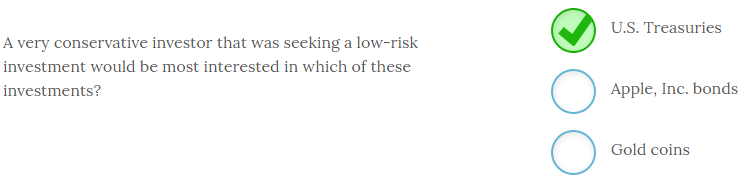 A very conservative investor that was seeking a low-risk
investment would be most interested in which of these
investments?
U.S. Treasuries
Apple, Inc. bonds
Gold coins